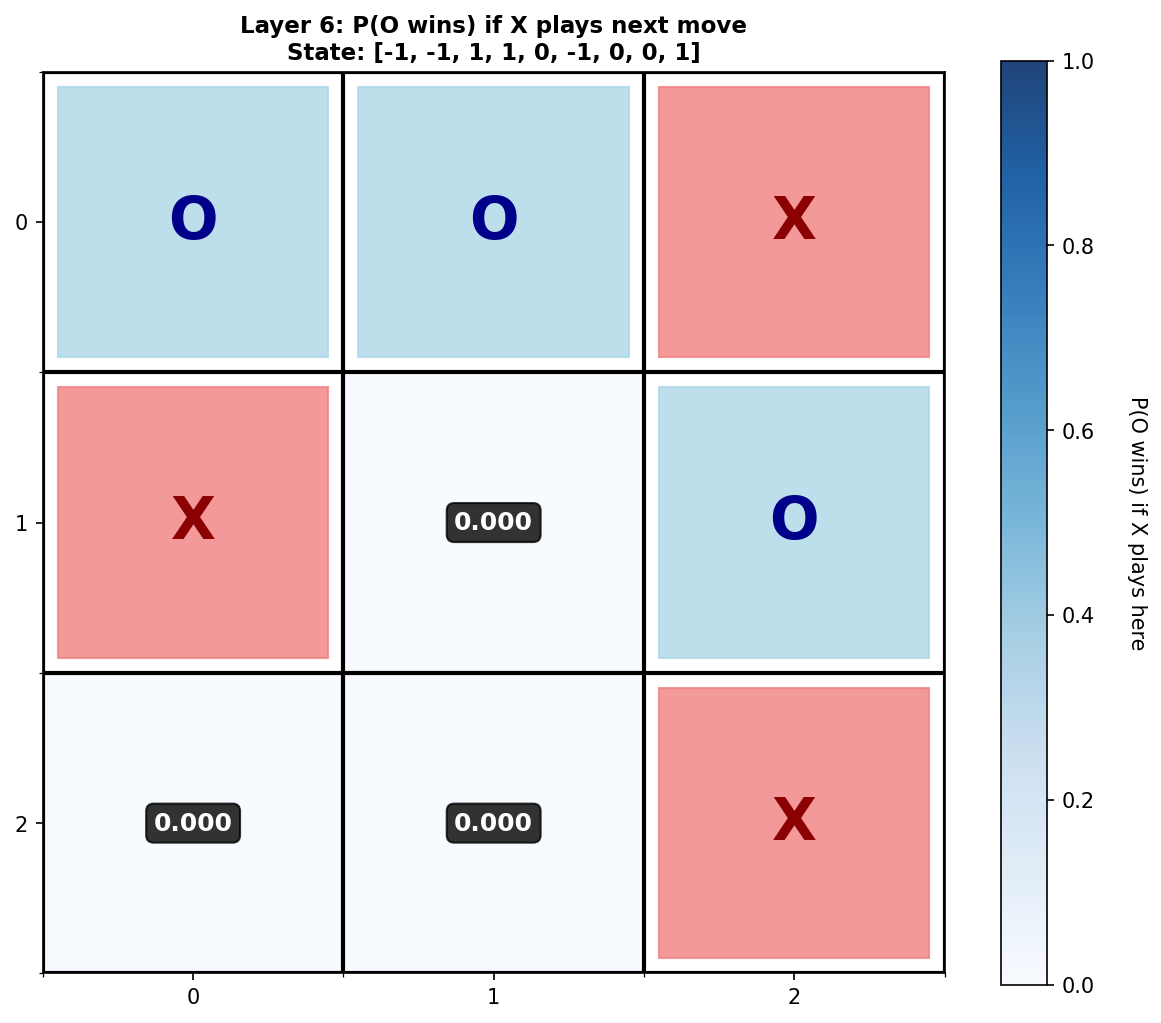 Layer 6: P(O wins) if X plays next move
State: [-1, -1, 1, 1, 0, -1, 0, 0, 1]
O O X
0
X 0.000 O
1
0.000 0.000 X
2
0 1 2
1.0
0.8
0.6
0.4
0.2
0.0
P(O wins) if X plays here